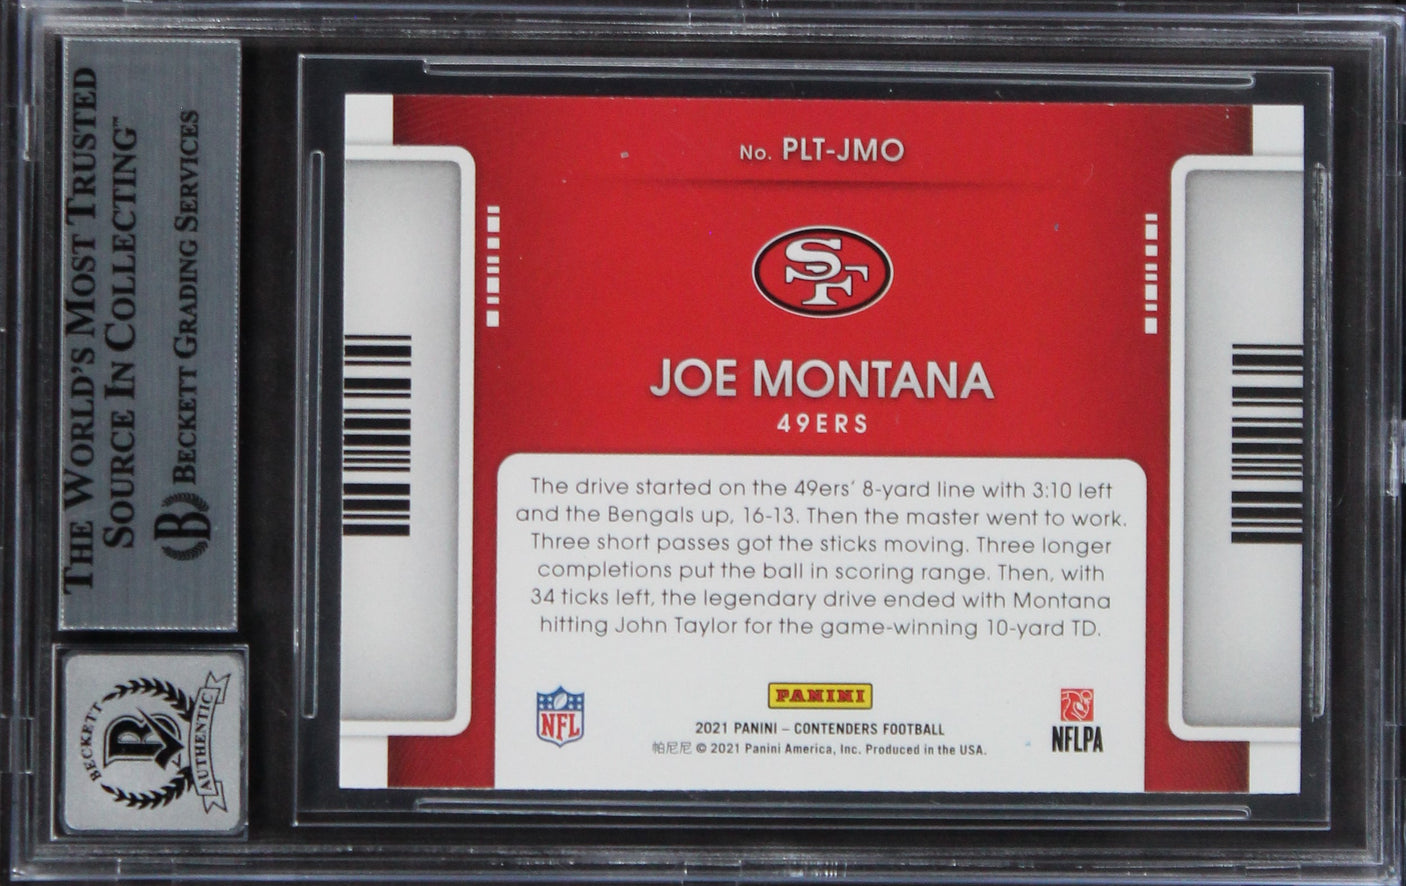 THE WORLD'S MOST TRUSTED
SOURCE IN COLLECTING™
B BECKETT GRADING SERVICES
BECKETT
B
AUTHENTIC
No. PLT-JMO
SF
JOE MONTANA
49ERS
The drive started on the 49ers' 8-yard line with 3:10 left
and the Bengals up, 16-13. Then the master went to work.
Three short passes got the sticks moving. Three longer
completions put the ball in scoring range. Then, with
34 ticks left, the legendary drive ended with Montana
hitting John Taylor for the game-winning 10-yard TD.
NFL
PANINI
2021 PANINI – CONTENDERS FOOTBALL
帕尼尼 © 2021 Panini America, Inc. Produced in the USA.
NFLPA